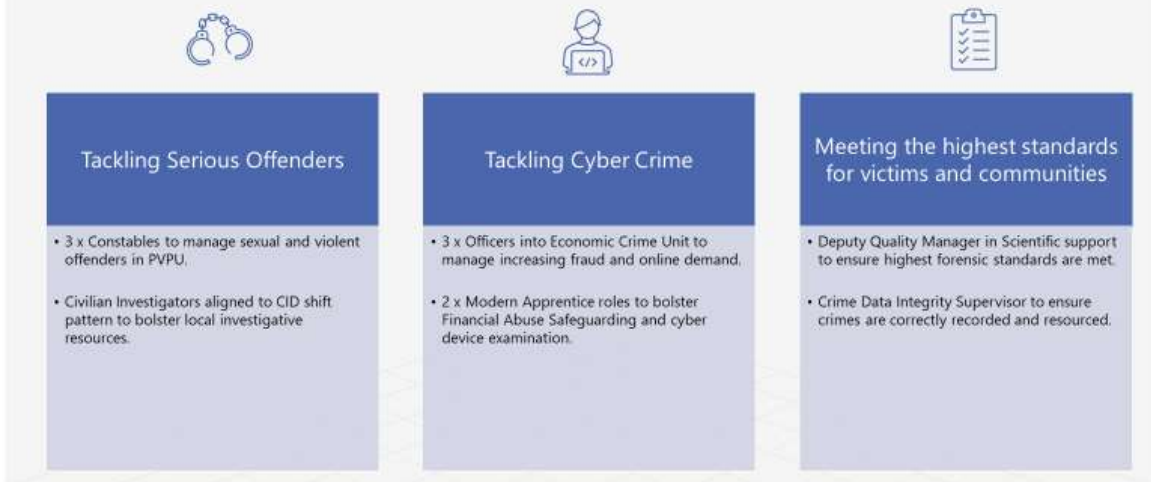 </>
Tackling Serious Offenders
• 3 x Constables to manage sexual and violent
offenders in PVPU.
• Civilian Investigators aligned to CID shift
pattern to bolster local investigative
resources.
Tackling Cyber Crime
• 3 x Officers into Economic Crime Unit to
manage increasing fraud and online demand.
• 2 x Modern Apprentice roles to bolster
Financial Abuse Safeguarding and cyber
device examination.
Meeting the highest standards
for victims and communities
• Deputy Quality Manager in Scientific support
to ensure highest forensic standards are met.
• Crime Data Integrity Supervisor to ensure
crimes are correctly recorded and resourced.